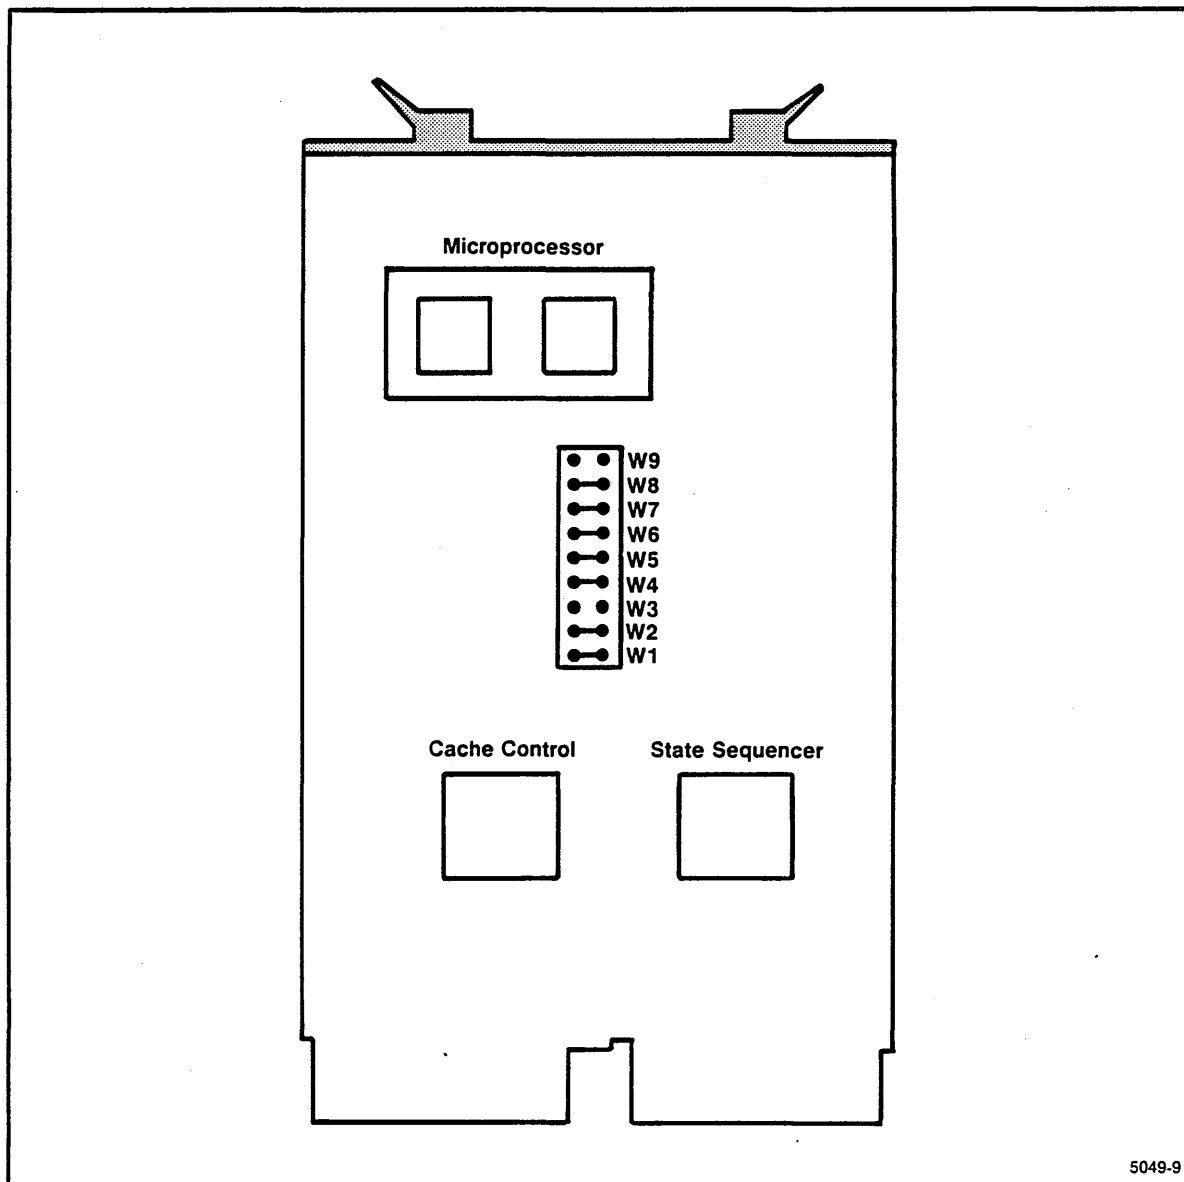 Microprocessor
W9
W8
W7
W6
W5
W4
W3
W2
W1
Cache Control
State Sequencer
5049-9